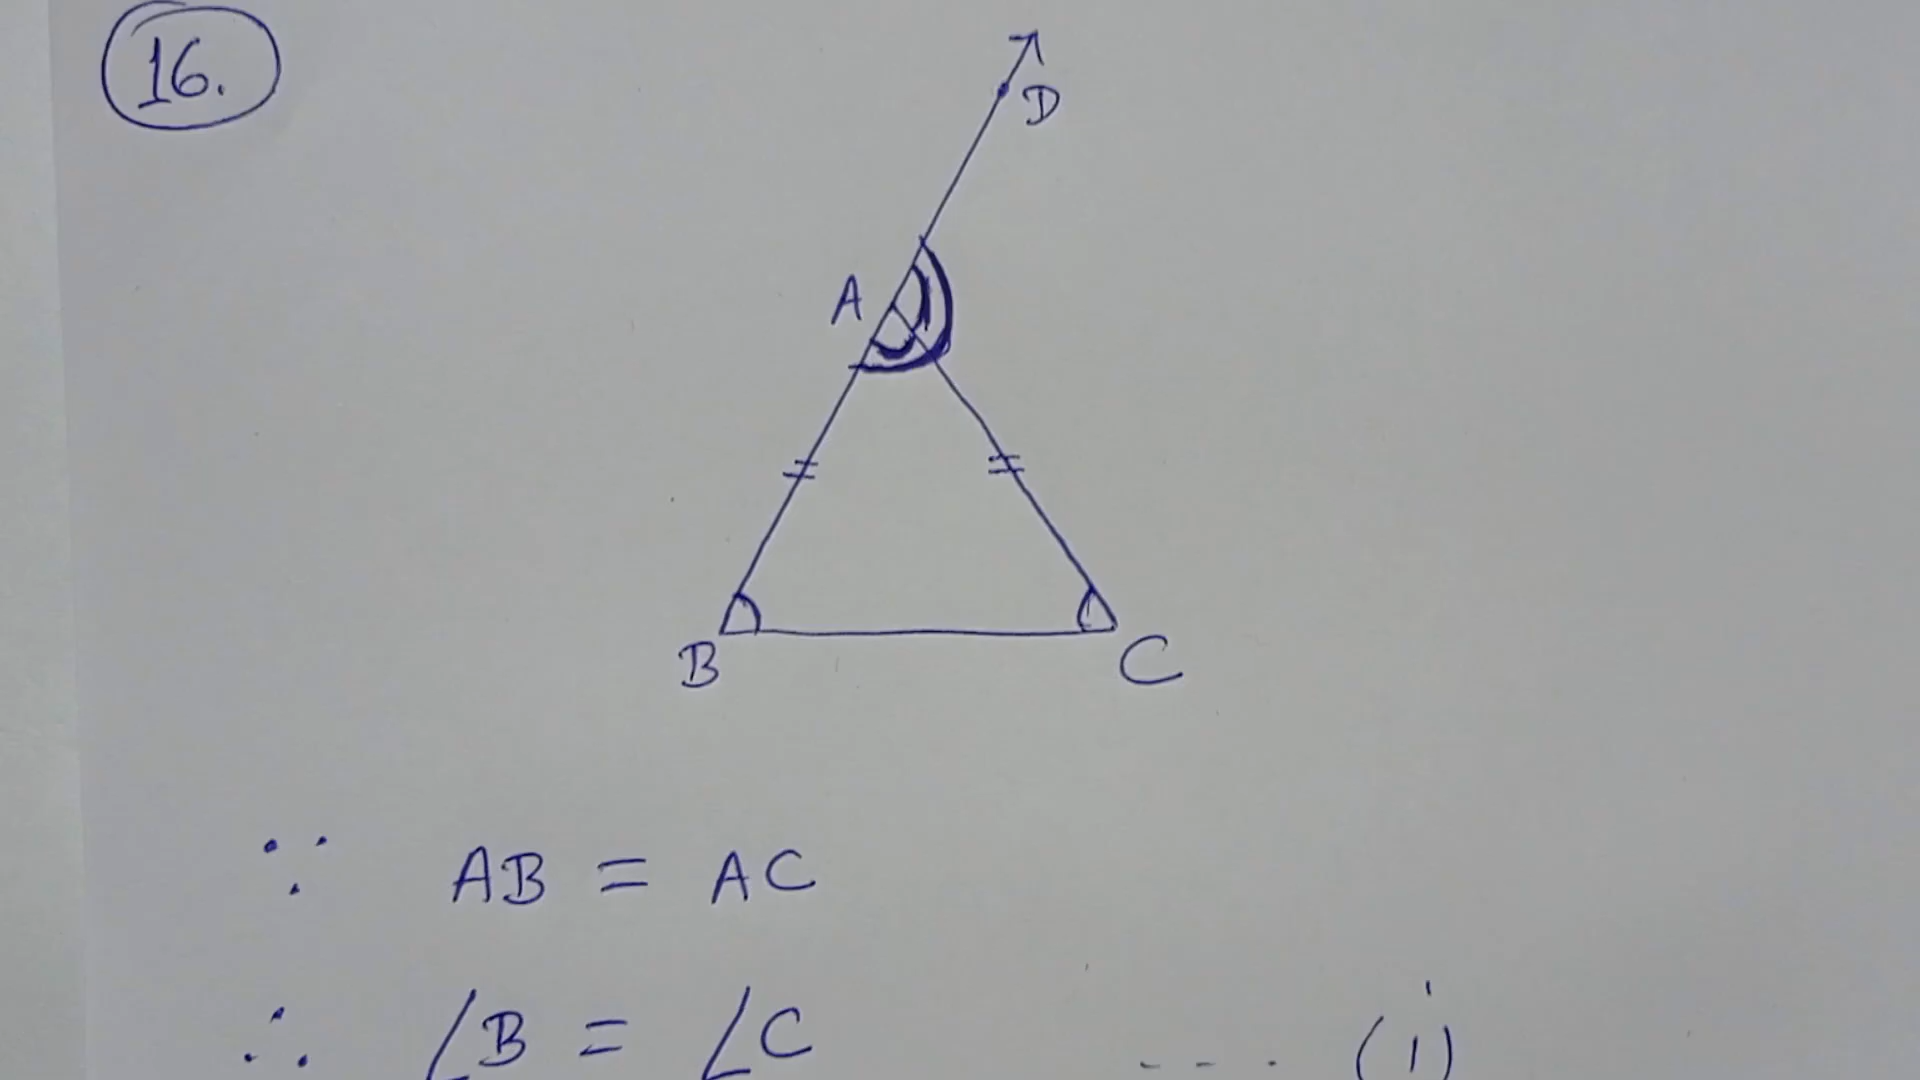 16.
D
A
B C
∵ AB = AC
∴ ∠B = ∠C ---- (i)